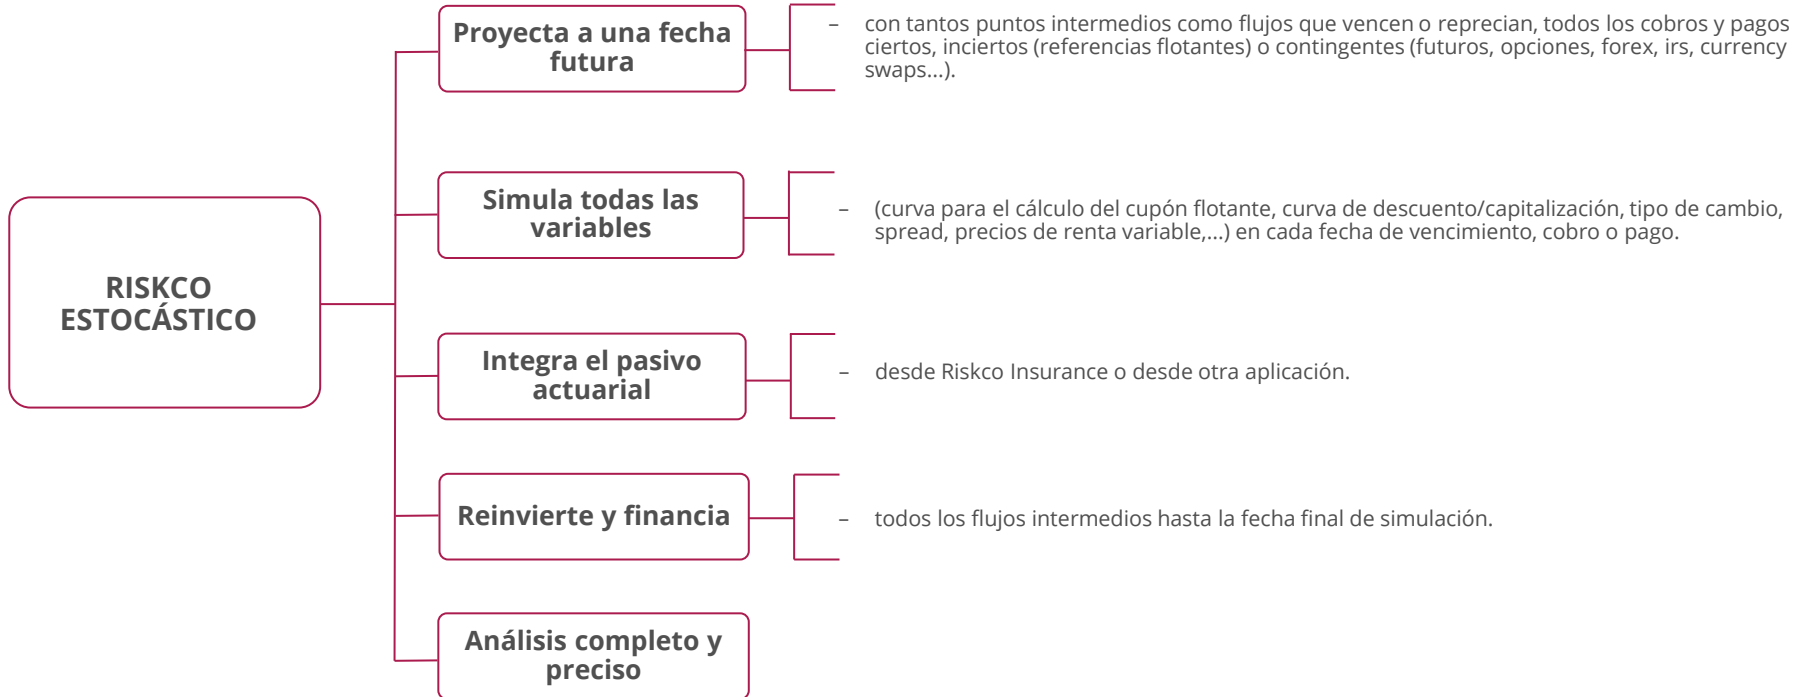 Proyecta a una fecha
futura
– con tantos puntos intermedios como flujos que vencen o reprecian, todos los cobros y pagos
ciertos, inciertos (referencias flotantes) o contingentes (futuros, opciones, forex, irs, currency
swaps...).
Simula todas las
variables
– (curva para el cálculo del cupón flotante, curva de descuento/capitalización, tipo de cambio,
spread, precios de renta variable,...) en cada fecha de vencimiento, cobro o pago.
RISKCO
ESTOCÁSTICO
Integra el pasivo
actuarial
– desde Riskco Insurance o desde otra aplicación.
Reinvierte y financia
– todos los flujos intermedios hasta la fecha final de simulación.
Análisis completo y
preciso